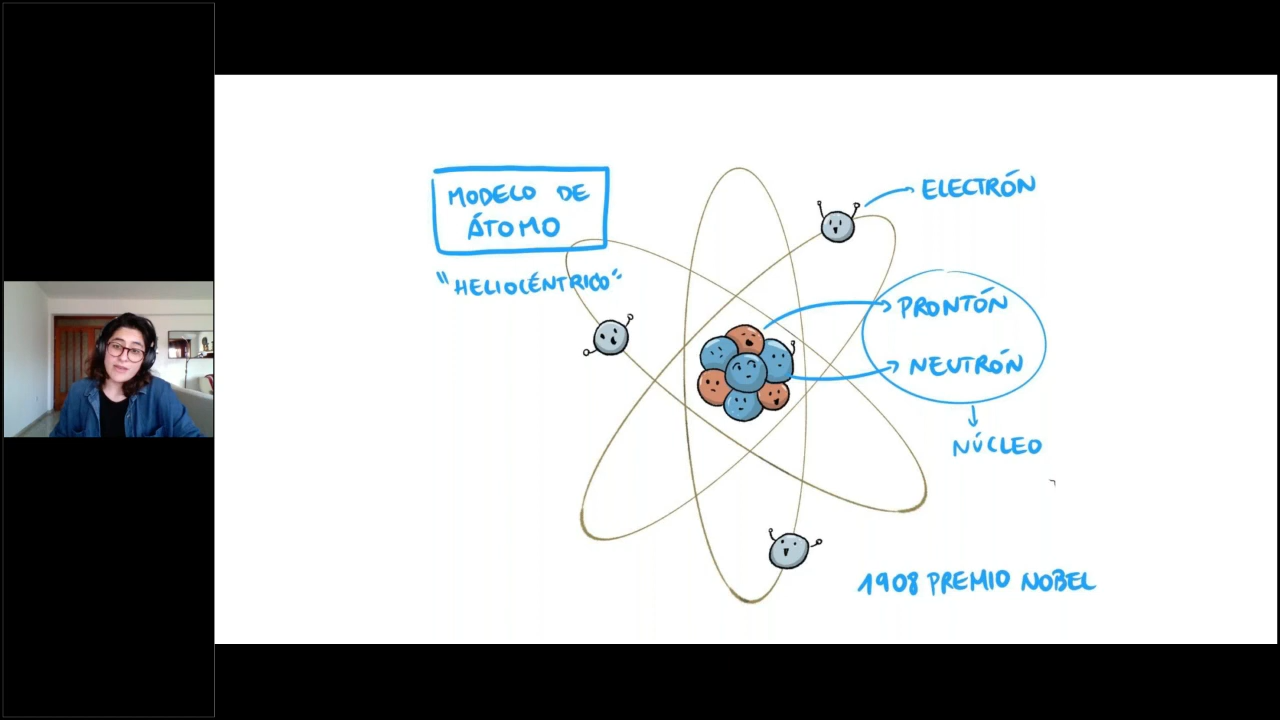 MODELO DE
ÁTOMO
"HELIOCÉNTRICO"
ELECTRÓN
PRONTÓN
NEUTRÓN
NÚCLEO
1908 PREMIO NOBEL